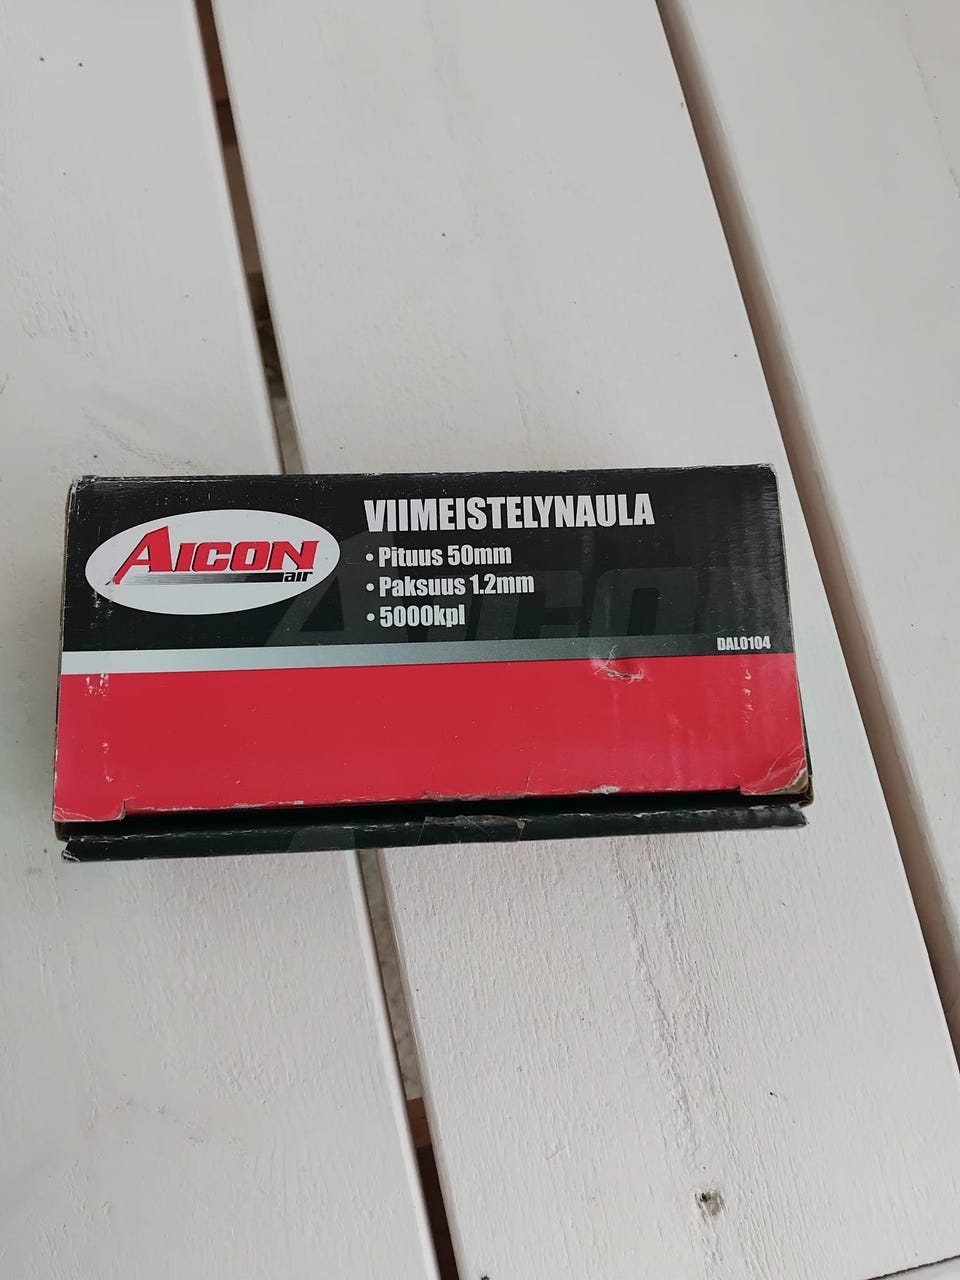 AICON
air
VIIMEISTELYNAULA
• Pituus 50mm
• Paksuus 1.2mm
• 5000kpl
DAL0104